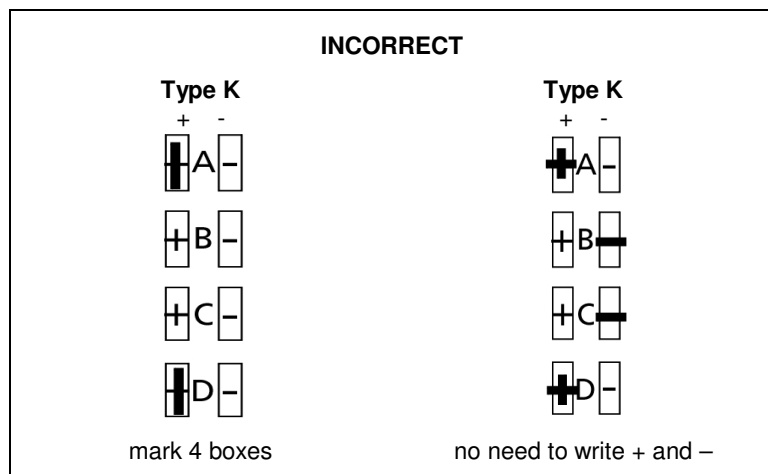 INCORRECT
Type K Type K
+ - + -
+ A - + A -
+ B - + B -
+ C - + C -
+ D - + D -
mark 4 boxes no need to write + and –